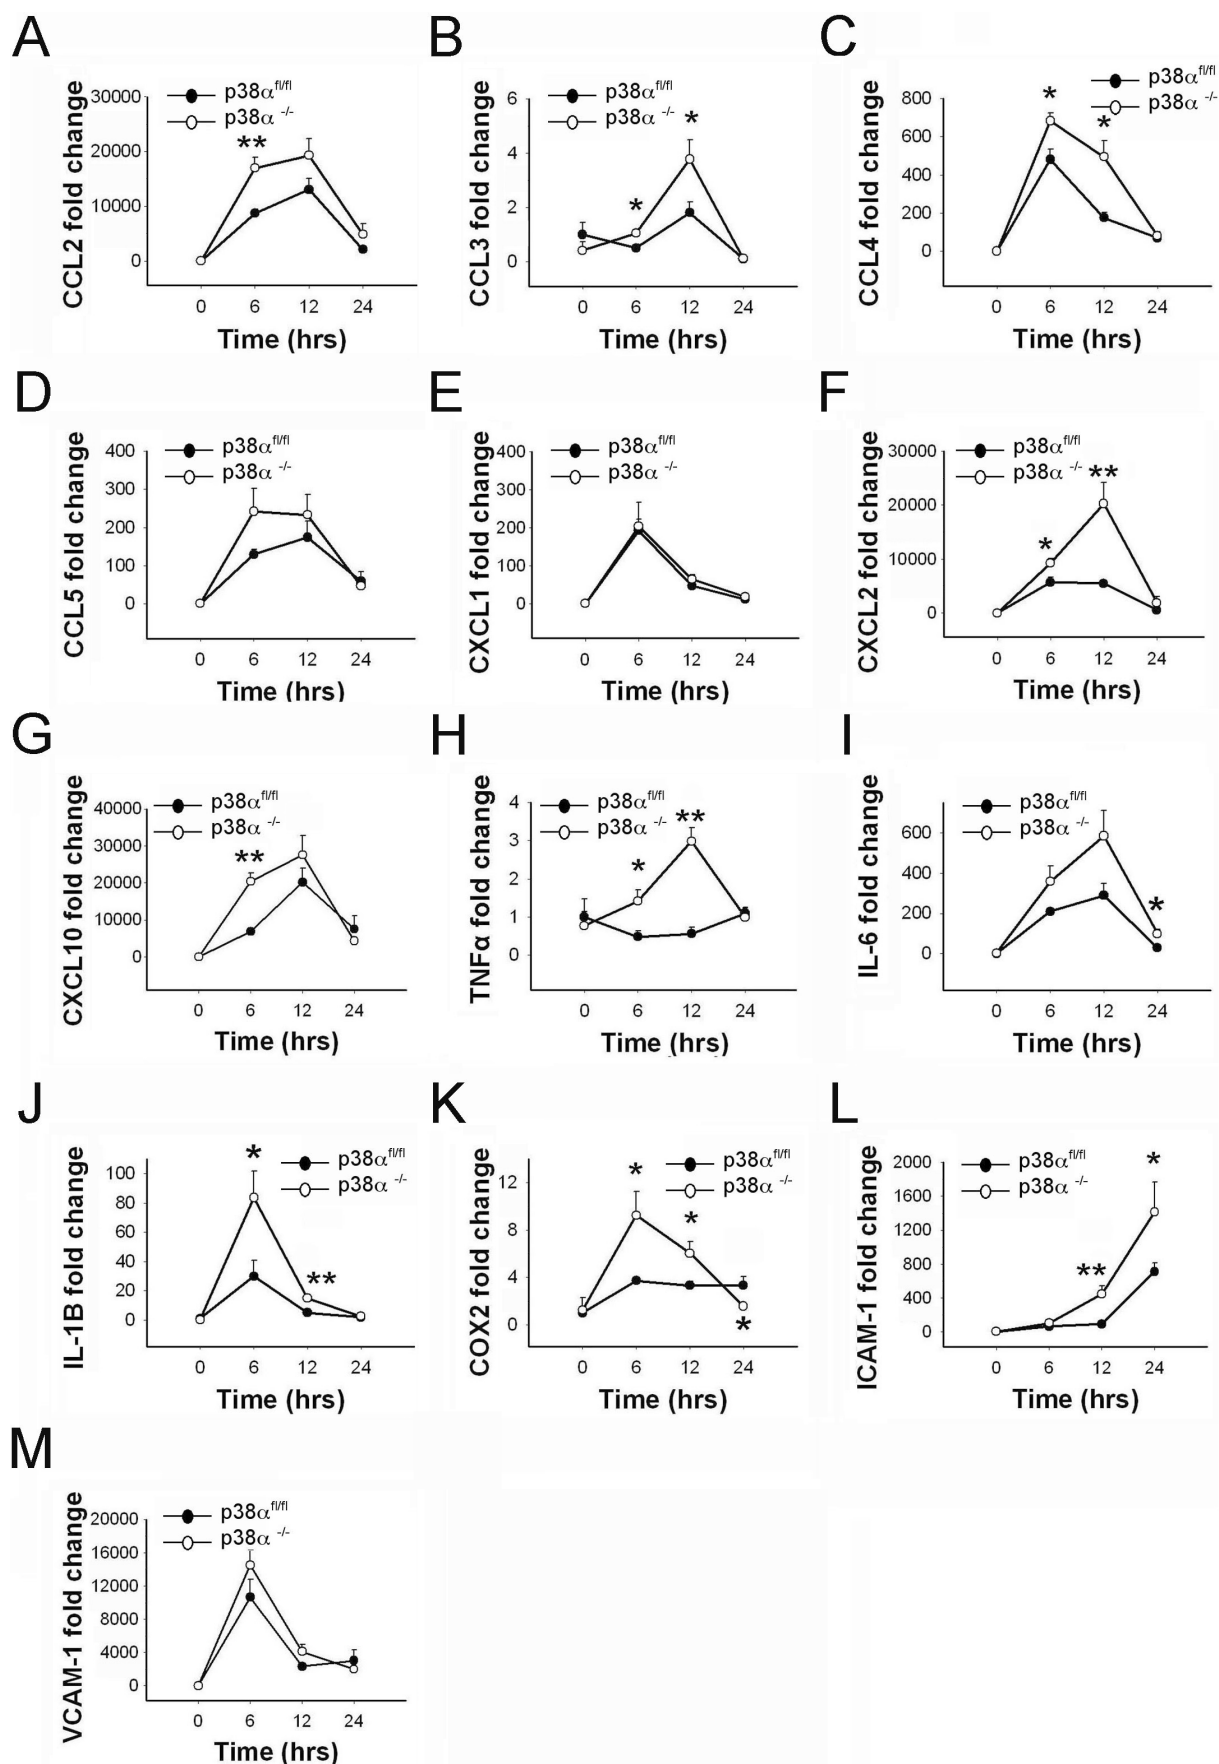 A
B
C
CCL2 fold change
30000
20000
10000
0
p38α fl/fl
p38α -/-
**
0 6 12 24
Time (hrs)
CCL3 fold change
6
4
2
0
p38α fl/fl
p38α -/-
*
*
0 6 12 24
Time (hrs)
CCL4 fold change
800
600
400
200
0
p38α fl/fl
p38α -/-
*
*
0 6 12 24
Time (hrs)
D
E
F
CCL5 fold change
400
300
200
100
0
p38α fl/fl
p38α -/-
0 6 12 24
Time (hrs)
CXCL1 fold change
400
300
200
100
0
p38α fl/fl
p38α -/-
0 6 12 24
Time (hrs)
CXCL2 fold change
30000
20000
10000
0
p38α fl/fl
p38α -/-
*
**
0 6 12 24
Time (hrs)
G
H
I
CXCL10 fold change
40000
30000
20000
10000
0
p38α fl/fl
p38α -/-
**
0 6 12 24
Time (hrs)
TNFα fold change
4
3
2
1
0
p38α fl/fl
p38α -/-
*
**
0 6 12 24
Time (hrs)
IL-6 fold change
600
400
200
0
p38α fl/fl
p38α -/-
*
0 6 12 24
Time (hrs)
J
K
L
IL-1B fold change
100
80
60
40
20
0
p38α fl/fl
p38α -/-
*
**
0 6 12 24
Time (hrs)
COX2 fold change
12
8
4
0
p38α fl/fl
p38α -/-
*
*
*
0 6 12 24
Time (hrs)
ICAM-1 fold change
2000
1600
1200
800
400
0
p38α fl/fl
p38α -/-
**
*
0 6 12 24
Time (hrs)
M
VCAM-1 fold change
20000
16000
12000
8000
4000
0
p38α fl/fl
p38α -/-
0 6 12 24
Time (hrs)